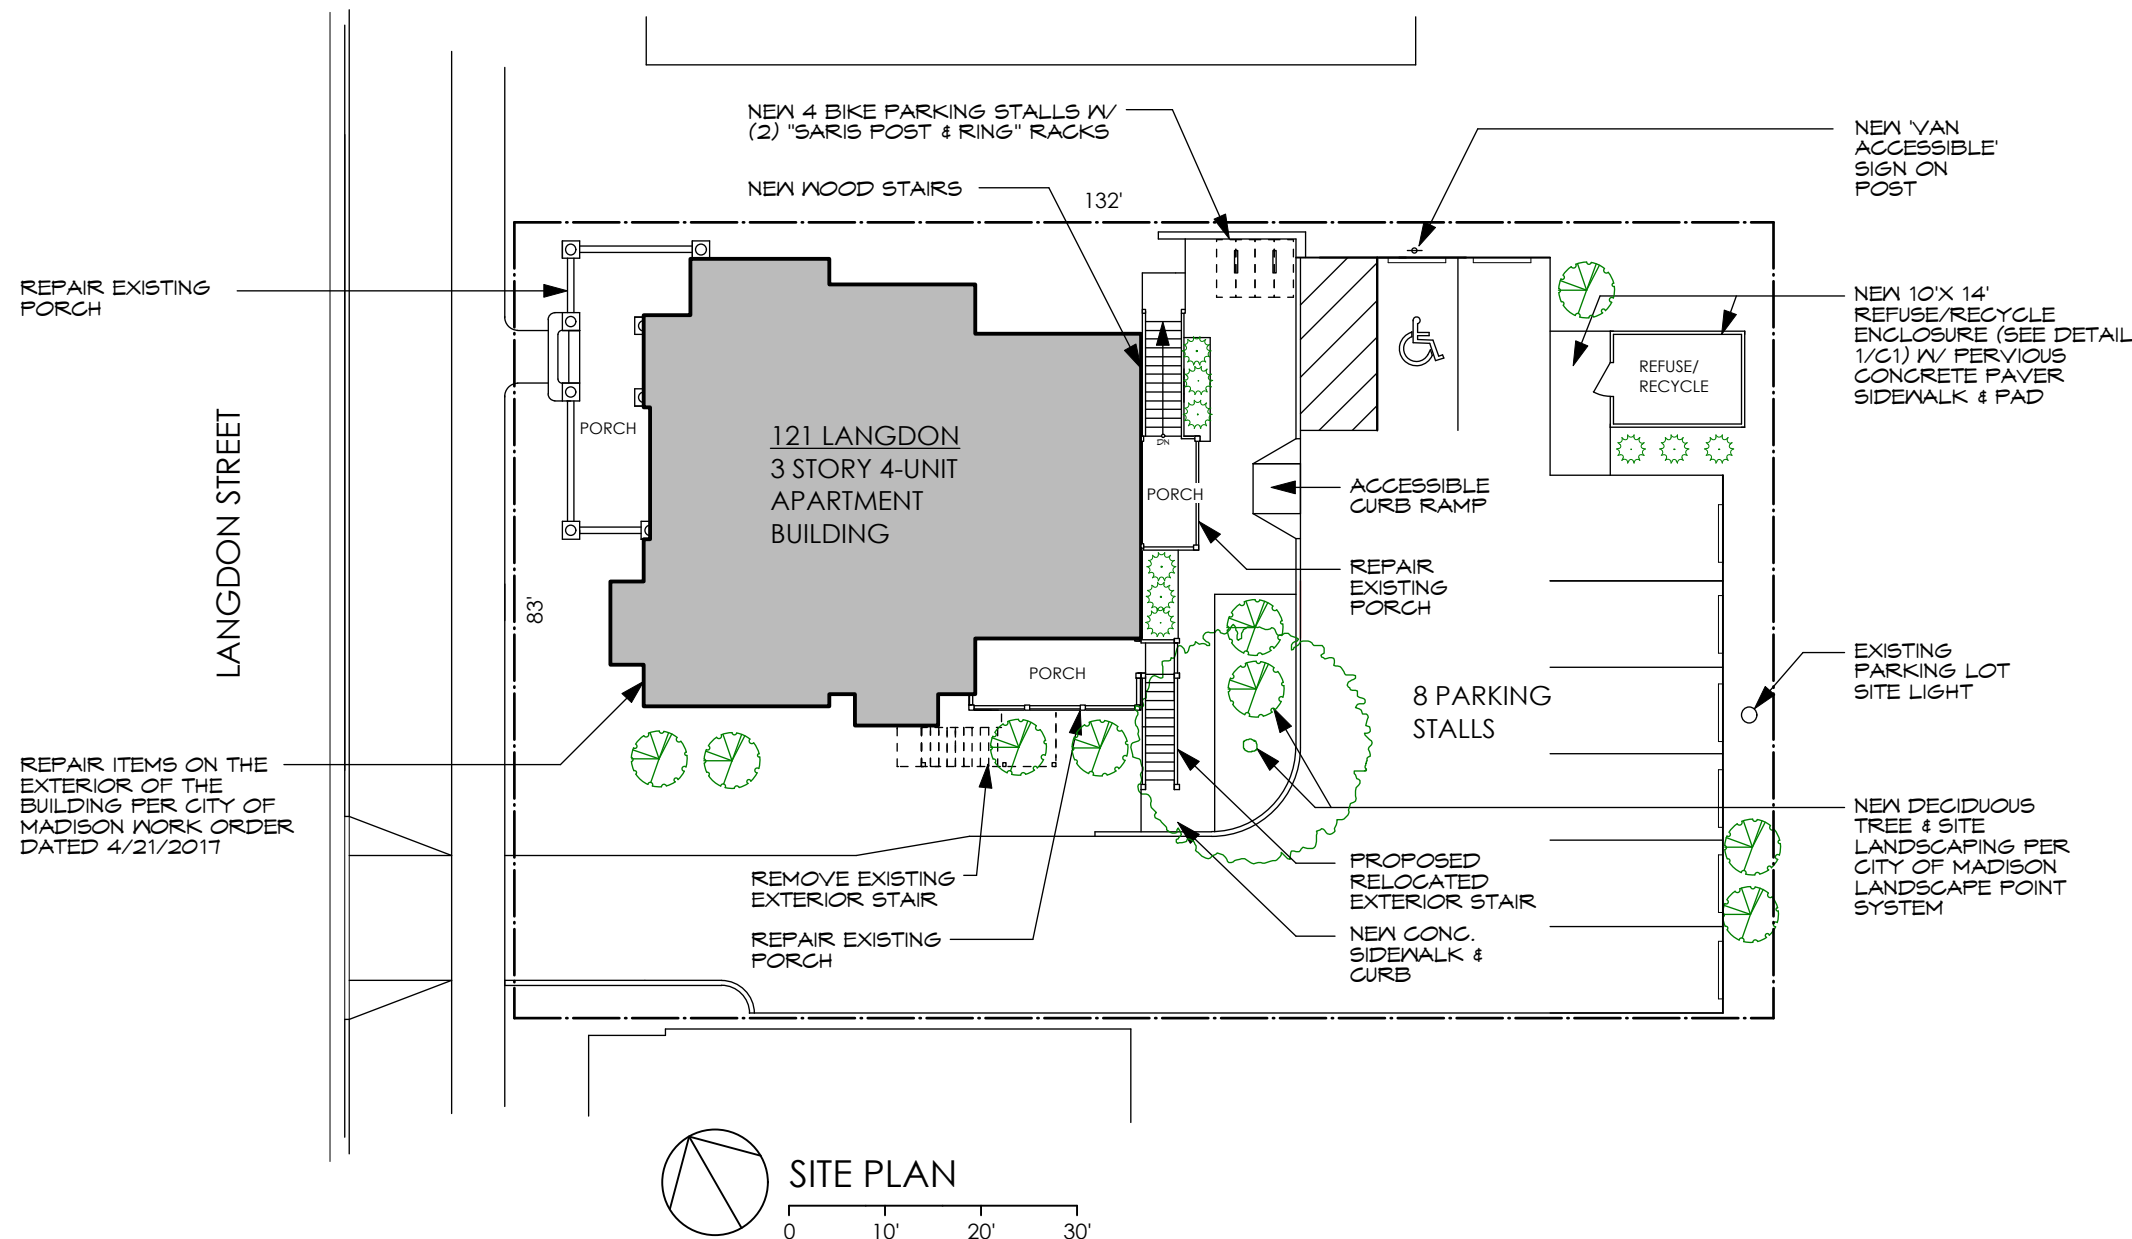 NEW 4 BIKE PARKING STALLS W/
(2) "SARIS POST & RING" RACKS
NEW WOOD STAIRS
132'
NEW 'VAN
ACCESSIBLE'
SIGN ON
POST
REPAIR EXISTING
PORCH
NEW 10'X 14'
REFUSE/RECYCLE
ENCLOSURE (SEE DETAIL
1/C1) W/ PERVIOUS
CONCRETE PAVER
SIDEWALK & PAD
REFUSE/
RECYCLE
LANGDON STREET
PORCH
121 LANGDON
3 STORY 4-UNIT
APARTMENT
BUILDING
DN
PORCH
ACCESSIBLE
CURB RAMP
REPAIR
EXISTING
PORCH
83'
PORCH
8 PARKING
STALLS
EXISTING
PARKING LOT
SITE LIGHT
REPAIR ITEMS ON THE
EXTERIOR OF THE
BUILDING PER CITY OF
MADISON WORK ORDER
DATED 4/21/2017
NEW DECIDUOUS
TREE & SITE
LANDSCAPING PER
CITY OF MADISON
LANDSCAPE POINT
SYSTEM
REMOVE EXISTING
EXTERIOR STAIR
PROPOSED
RELOCATED
EXTERIOR STAIR
REPAIR EXISTING
PORCH
NEW CONC.
SIDEWALK &
CURB
SITE PLAN
0 10' 20' 30'